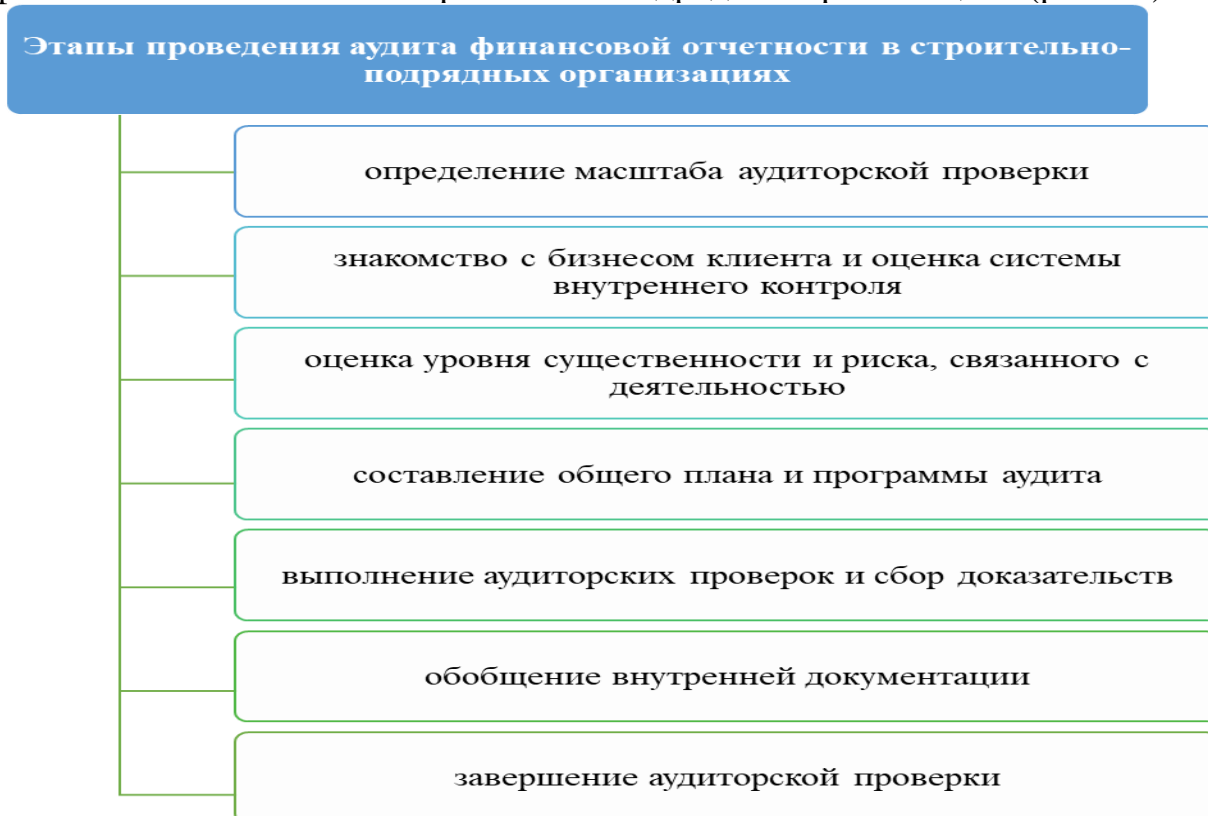 Этапы проведения аудита финансовой отчетности в строительно-
подрядных организациях
определение масштаба аудиторской проверки
знакомство с бизнесом клиента и оценка системы
внутреннего контроля
оценка уровня существенности и риска, связанного с
деятельностью
составление общего плана и программы аудита
выполнение аудиторских проверок и сбор доказательств
обобщение внутренней документации
завершение аудиторской проверки